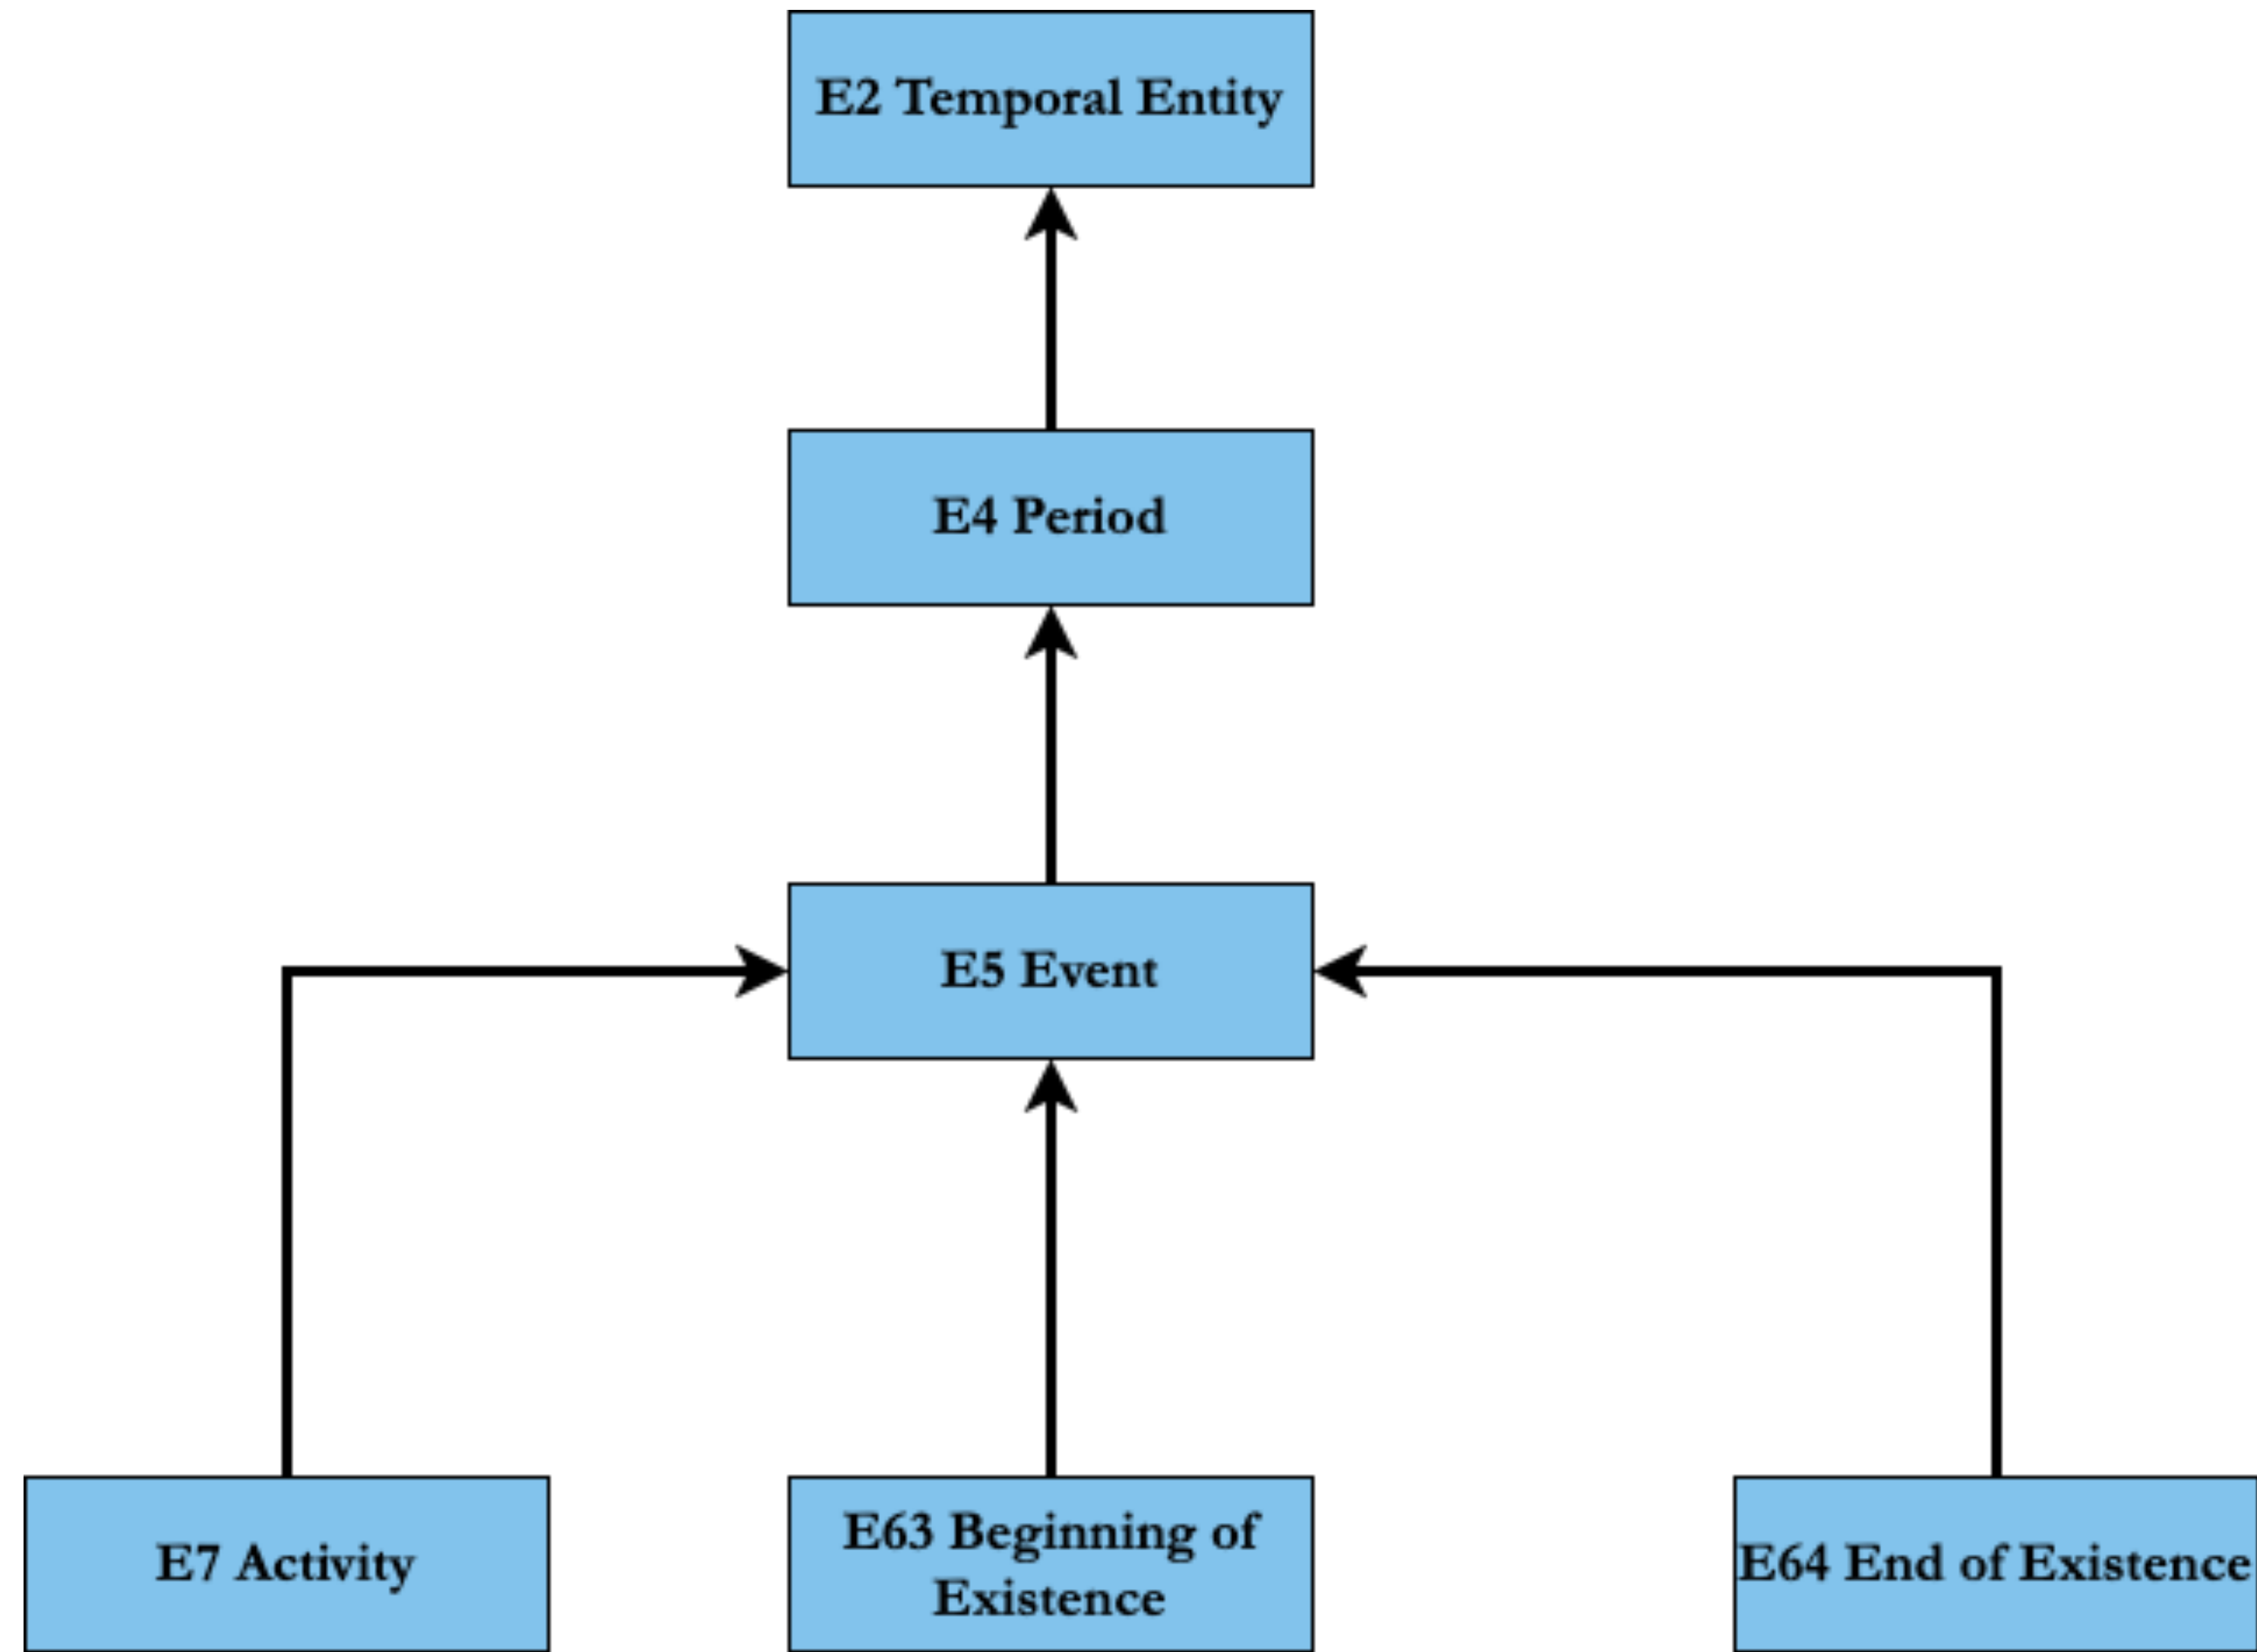 E2 Temporal Entity
E4 Period
E5 Event
E7 Activity
E63 Beginning of
Existence
E64 End of Existence